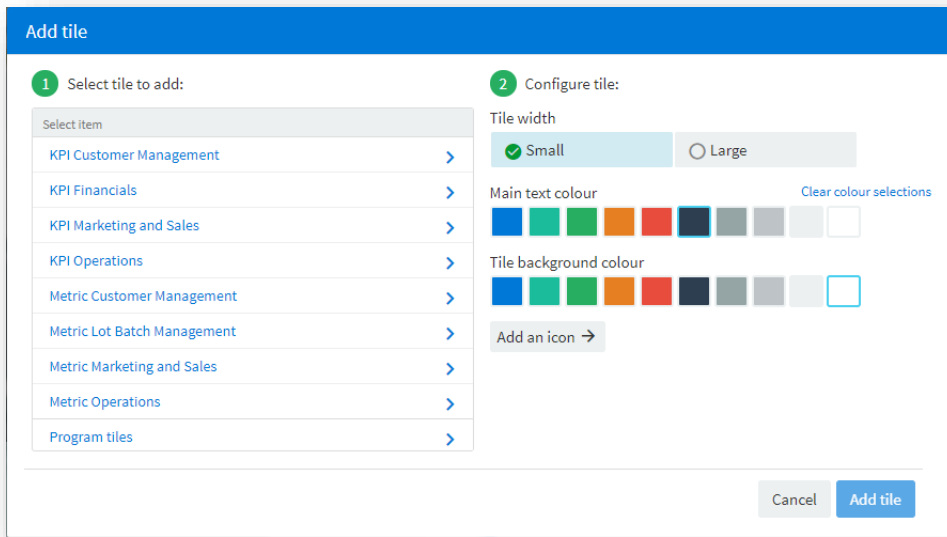 Add tile
1 Select tile to add:
Select item
KPI Customer Management
KPI Financials
KPI Marketing and Sales
KPI Operations
Metric Customer Management
Metric Lot Batch Management
Metric Marketing and Sales
Metric Operations
Program tiles
2 Configure tile:
Tile width
Small
Large
Main text colour
Clear colour selections
Tile background colour
Add an icon →
Cancel
Add tile